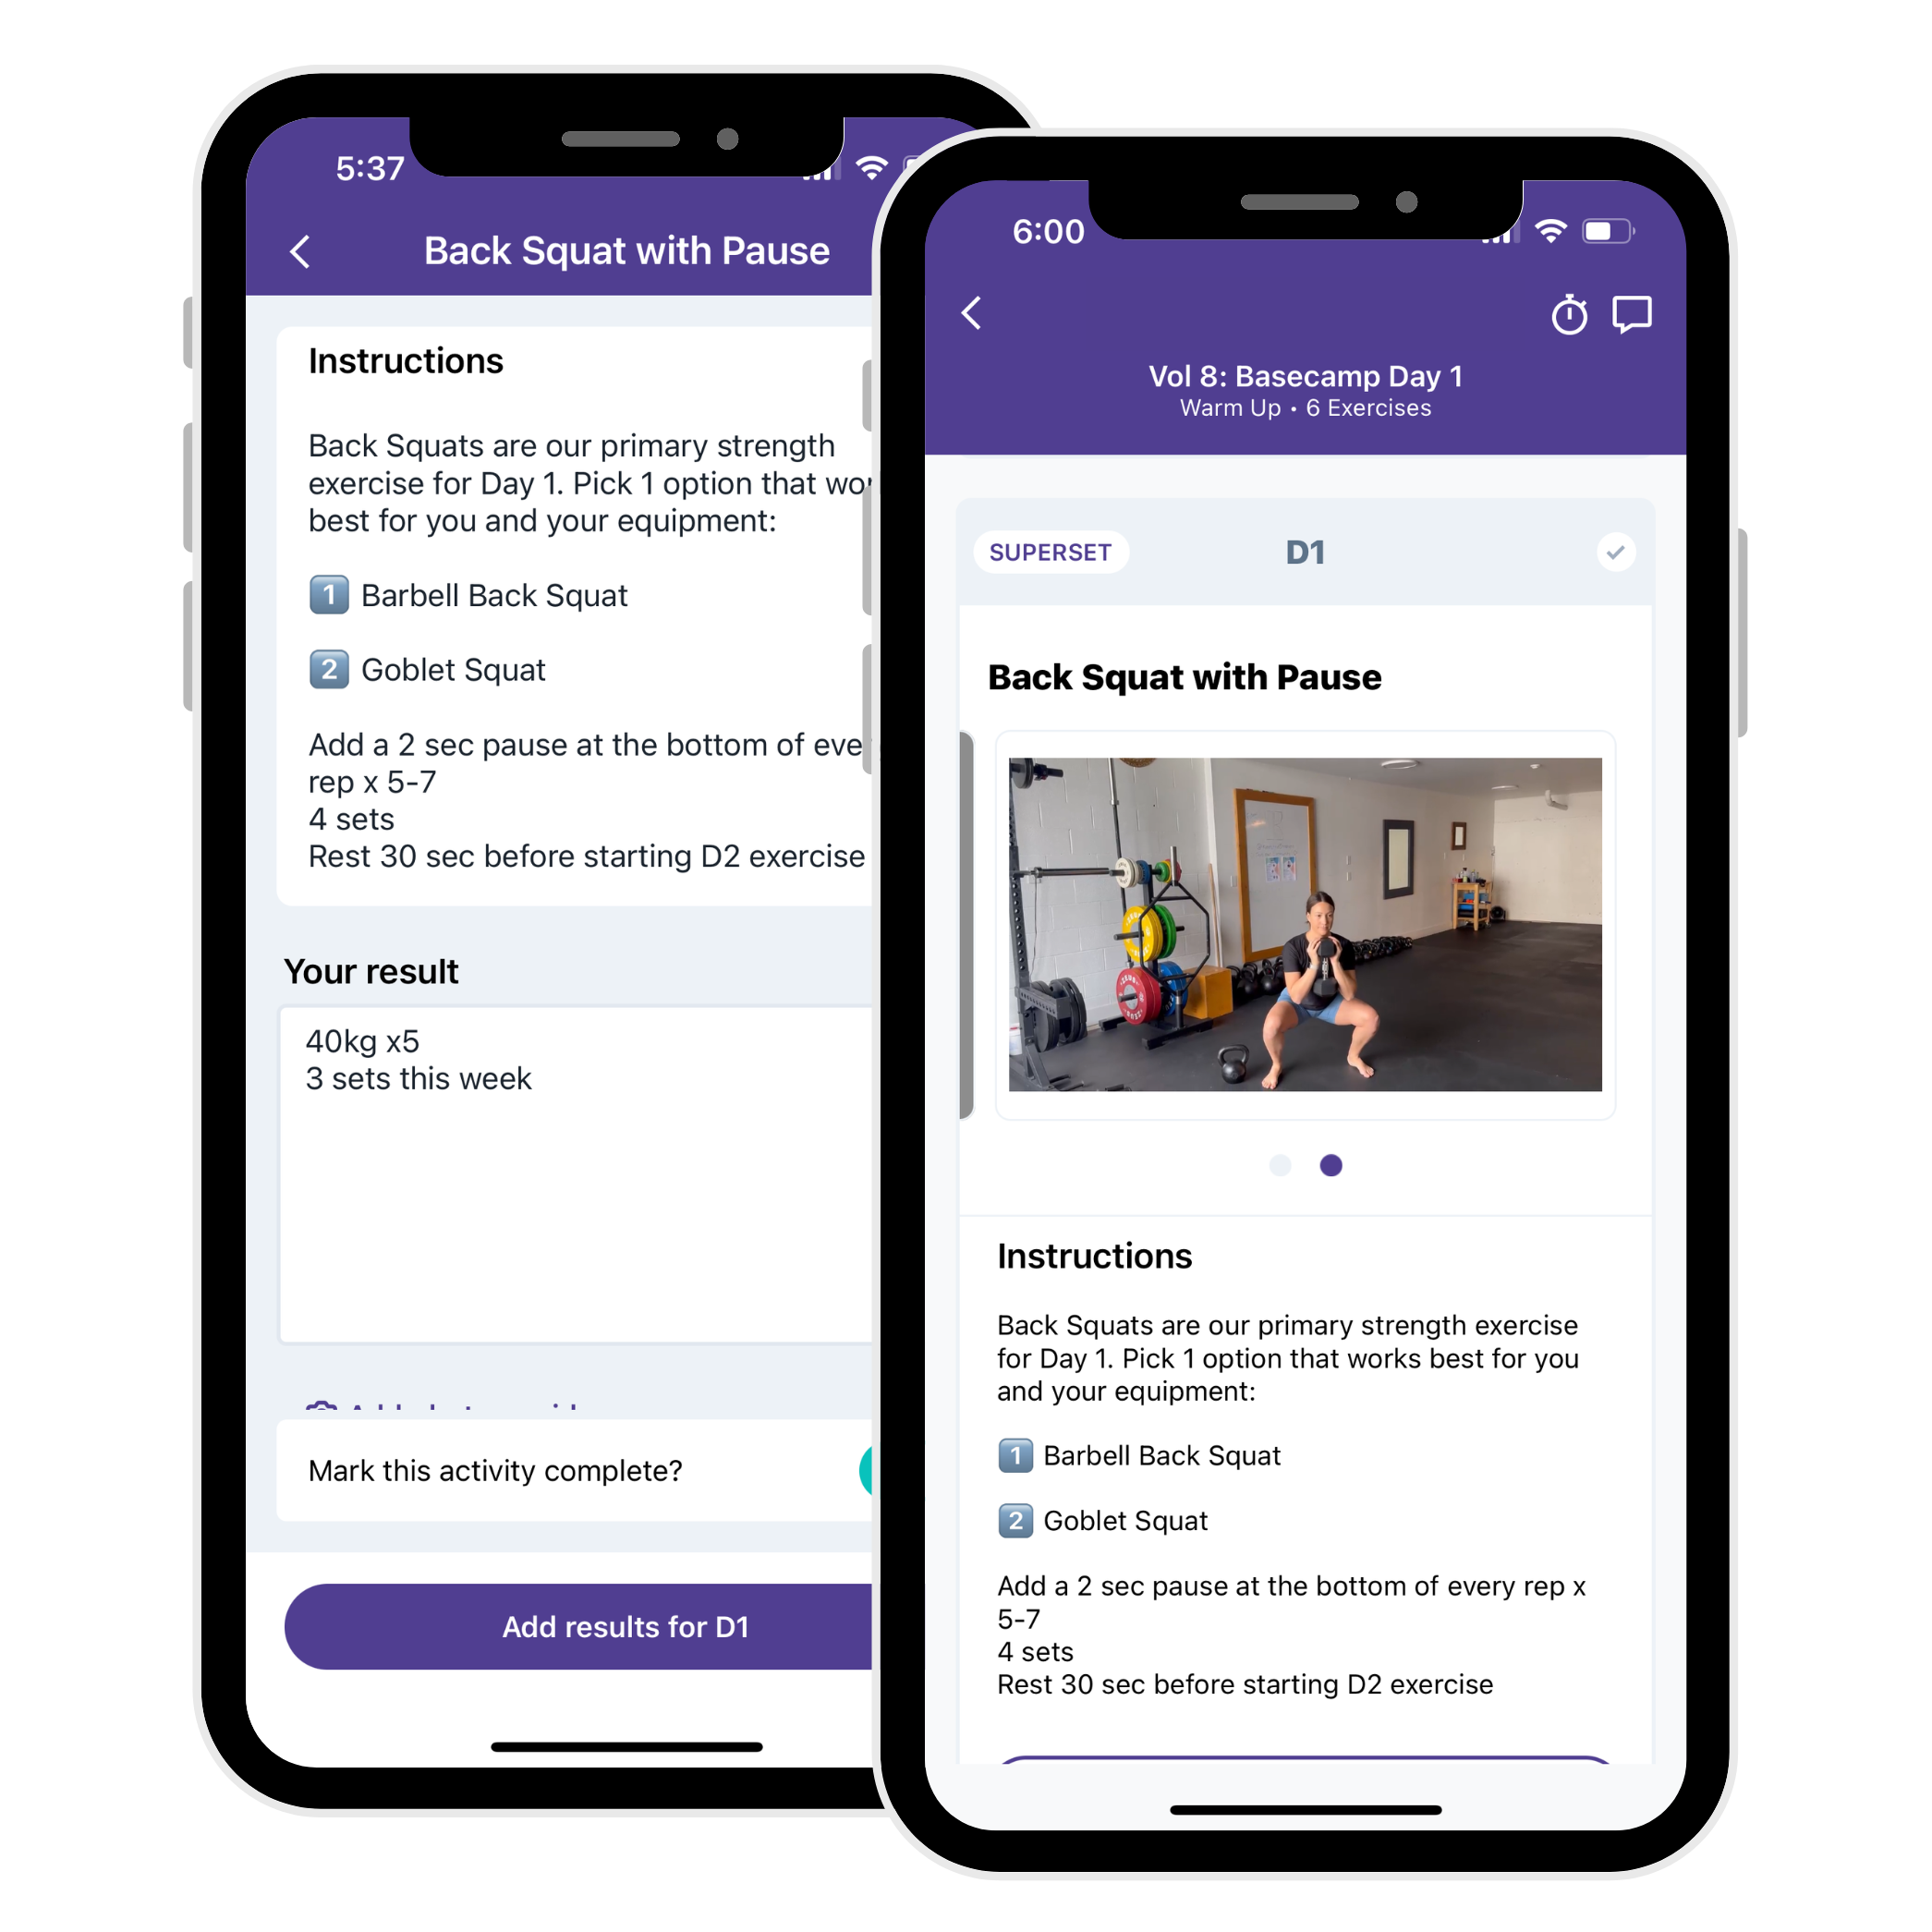 5:37
Back Squat with Pause
Instructions
Back Squats are our primary strength
exercise for Day 1. Pick 1 option that
best for you and your equipment:
1 Barbell Back Squat
2 Goblet Squat
Add a 2 sec pause at the bottom of
rep x 5-7
4 sets
Rest 30 sec before starting D2 exercise
Your result
40kg x5
3 sets this week
Mark this activity complete?
Add results for D1
6:00
Vol 8: Basecamp Day 1
Warm Up • 6 Exercises
SUPERSET
D1
Back Squat with Pause
Instructions
Back Squats are our primary strength exercise
for Day 1. Pick 1 option that works best for you
and your equipment:
1 Barbell Back Squat
2 Goblet Squat
Add a 2 sec pause at the bottom of every rep x
5-7
4 sets
Rest 30 sec before starting D2 exercise